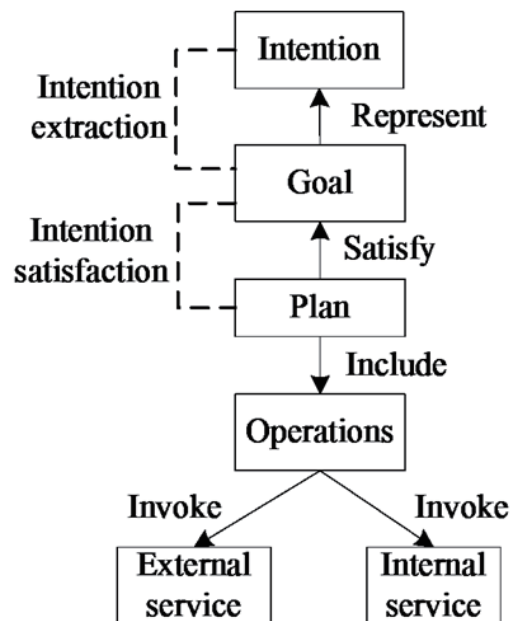 Intention
Intention
extraction
Represent
Goal
Intention
satisfaction
Satisfy
Plan
Include
Operations
Invoke
Invoke
External
service
Internal
service